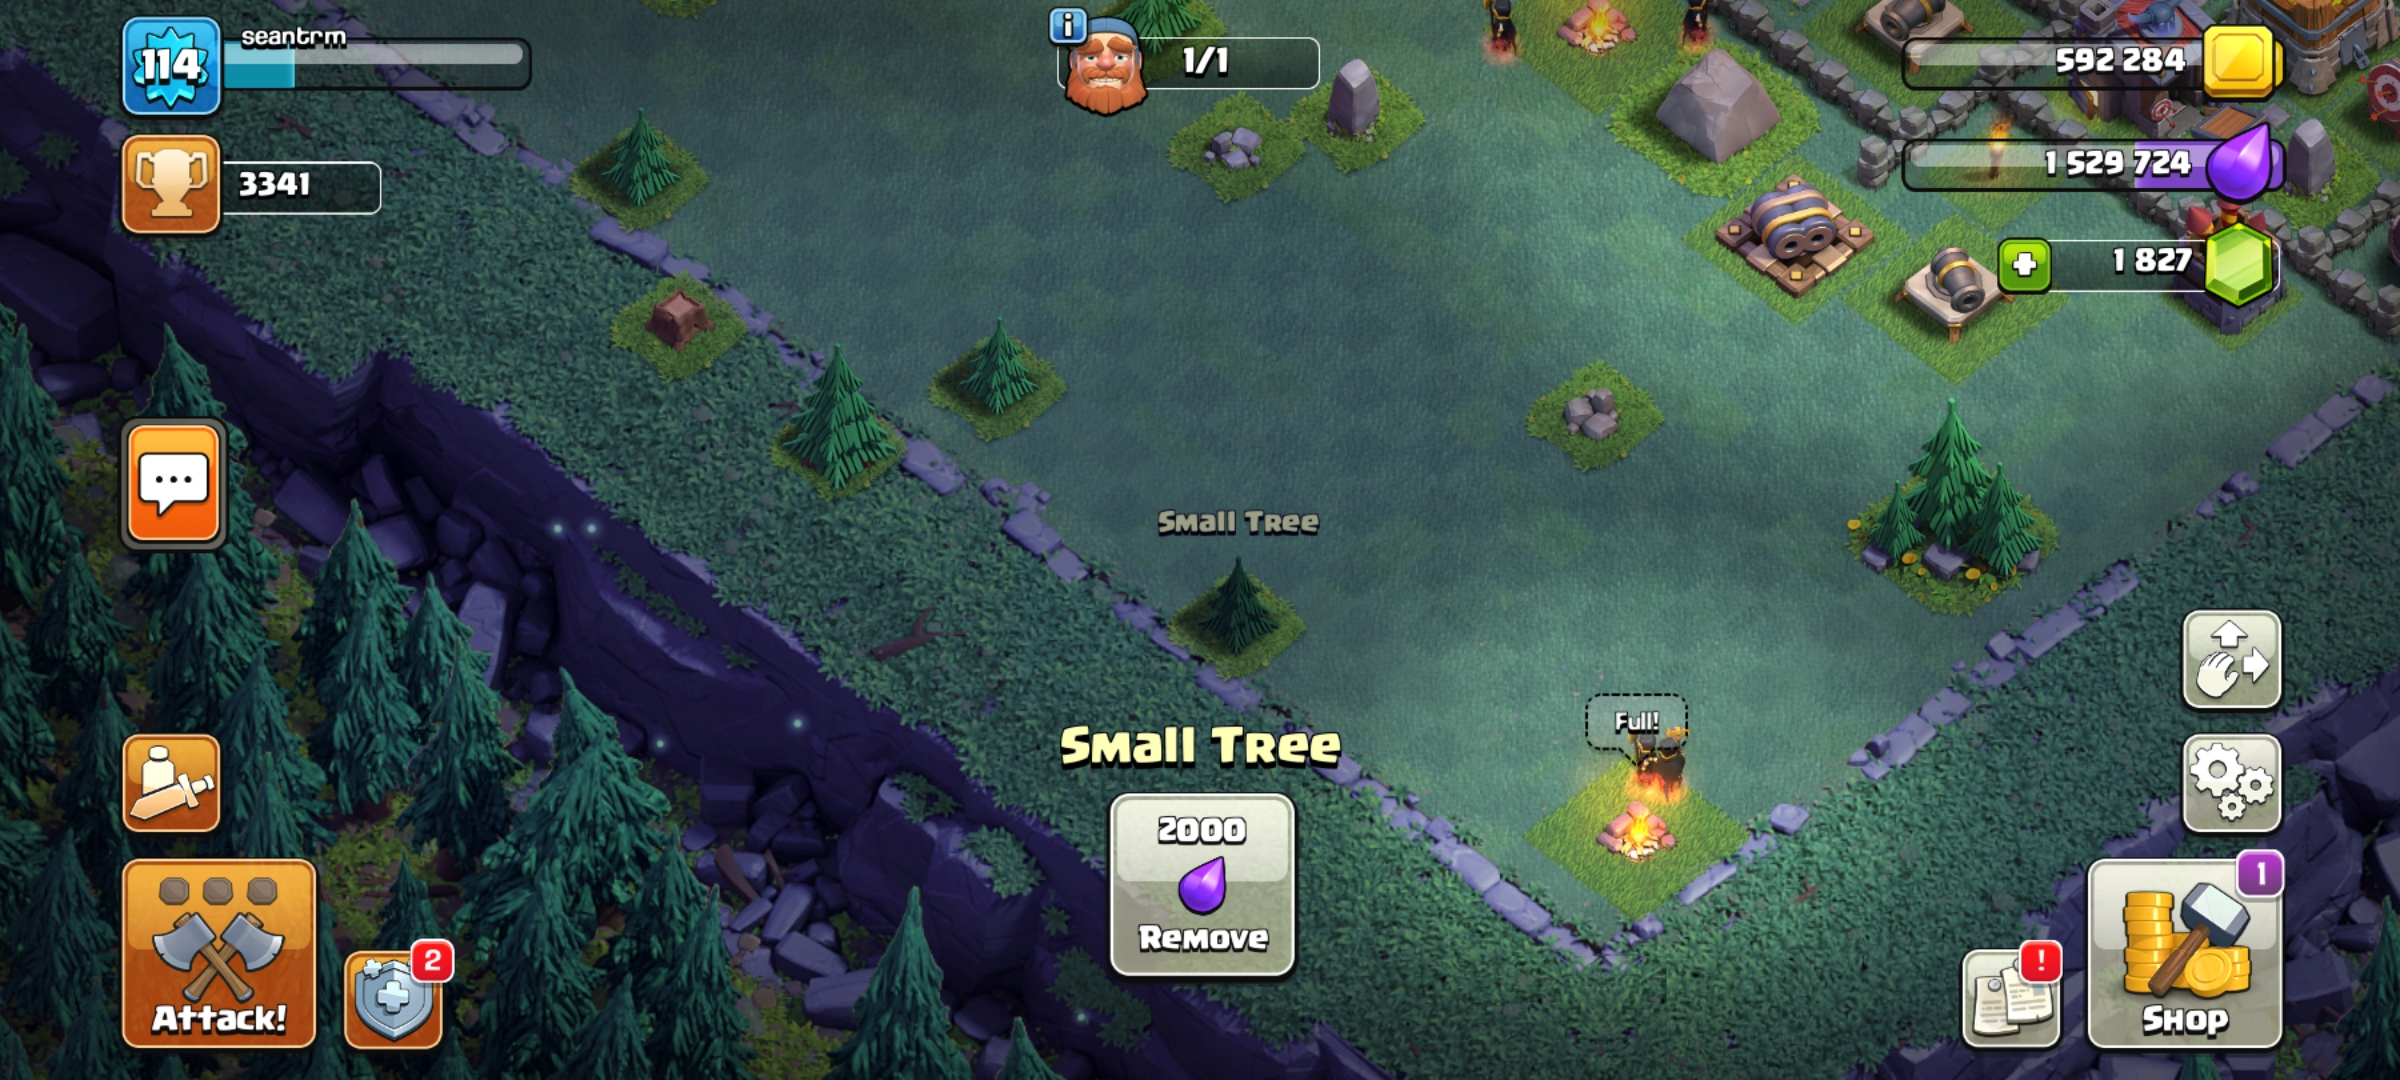 114
seantrm
3341
i
1/1
592 284
1 529 724
1 827
Small Tree
Full!
Small Tree
2000
Remove
Attack!
2
!
1
Shop